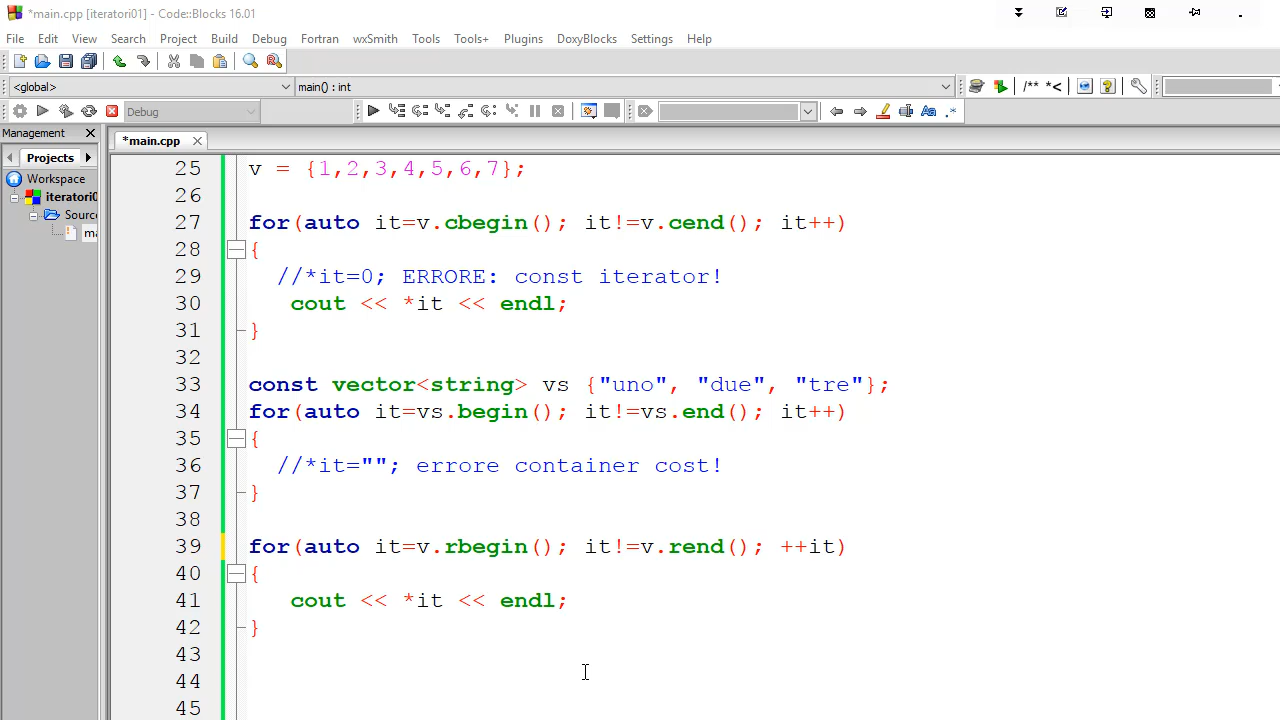 *main.cpp [iteratori01] - Code::Blocks 16.01
File Edit View Search Project Build Debug Fortran wxSmith Tools Tools+ Plugins DoxyBlocks Settings Help
<global> main() : int /** *<
Debug Aa .*
Management *main.cpp
Projects
Workspace
iteratori0
Sourc
ma
25 v = {1,2,3,4,5,6,7};
26
27 for(auto it=v.cbegin(); it!=v.cend(); it++)
28 {
29 //*it=0; ERRORE: const iterator!
30 cout << *it << endl;
31 }
32
33 const vector<string> vs {"uno", "due", "tre"};
34 for(auto it=vs.begin(); it!=vs.end(); it++)
35 {
36 //*it=""; errore container cost!
37 }
38
39 for(auto it=v.rbegin(); it!=v.rend(); ++it)
40 {
41 cout << *it << endl;
42 }
43
44
45